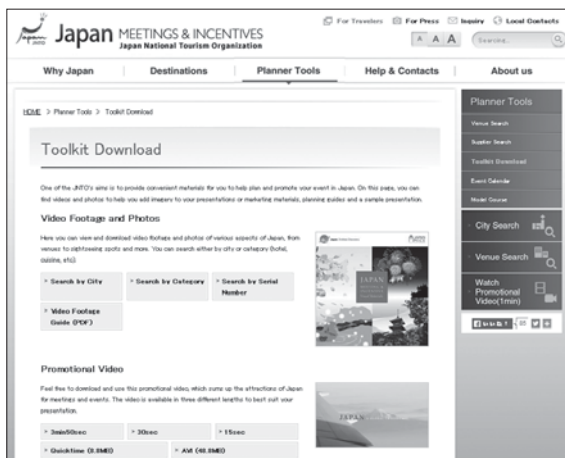 For Travelers For Press Inquiry Local Contacts
JNTO
Japan MEETINGS & INCENTIVES
Japan National Tourism Organization
A A A
Why Japan Destinations Planner Tools Help & Contacts About us
HOME > Planner Tools > Toolkit Download
Toolkit Download
One of the JNTO's aims is to provide convenient materials for you to help plan and promote your event in Japan. On this page, you can
find videos and photos to help you add imagery to your presentations or marketing materials, planning guides and a sample presentation.
Video Footage and Photos
Here you can view and download video footage and photos of various aspects of Japan, from
venues to sightseeing spots and more. You can search either by city or category (hotel,
cuisine, etc).
Search by City
Search by Category
Search by Serial
Number
Video Footage
Guide (PDF)
JAPAN
Promotional Video
Feel free to download and use this promotional video, which sums up the attractions of Japan
for meetings and events. The video is available in three different lengths to best suit your
presentation.
3min50sec
30sec
15sec
Quicktime (8.8MB)
AVI (40.8MB)
JAPAN
Planner Tools
Venue Search
Supplier Search
Toolkit Download
Event Calendar
Model Course
City Search
Venue Search
Watch
Promotional
Video(1min)